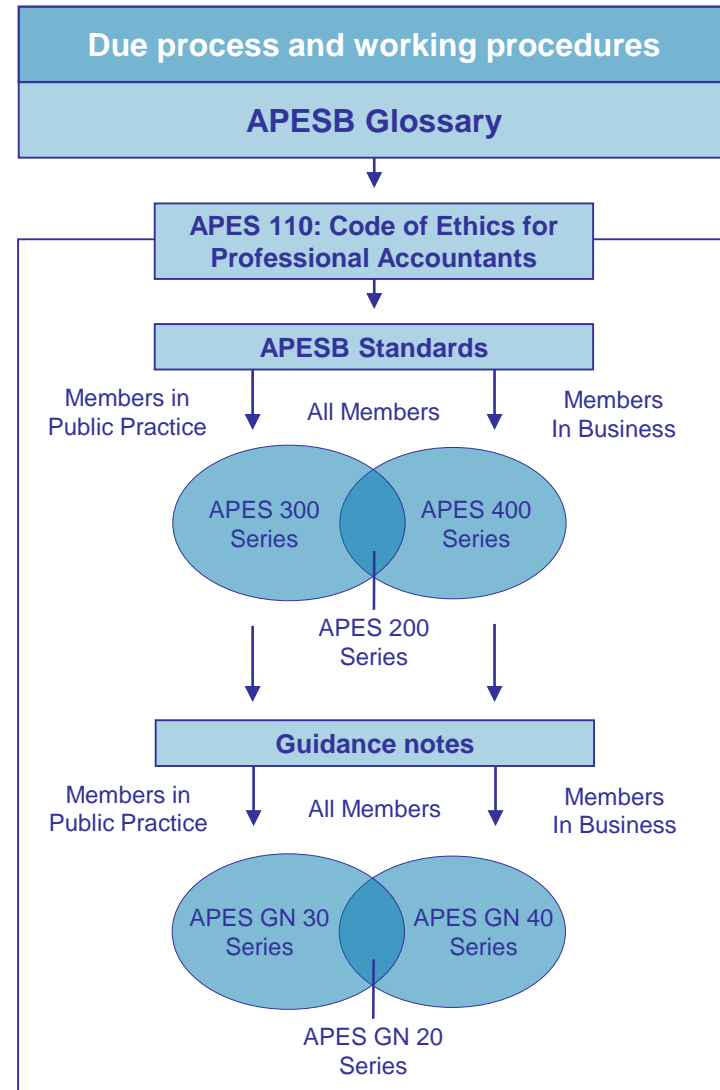 Due process and working procedures
APESB Glossary
APES 110: Code of Ethics for
Professional Accountants
APESB Standards
Members in
Public Practice
All Members
Members
In Business
APES 300
Series
APES 400
Series
APES 200
Series
Guidance notes
Members in
Public Practice
All Members
Members
In Business
APES GN 30
Series
APES GN 40
Series
APES GN 20
Series